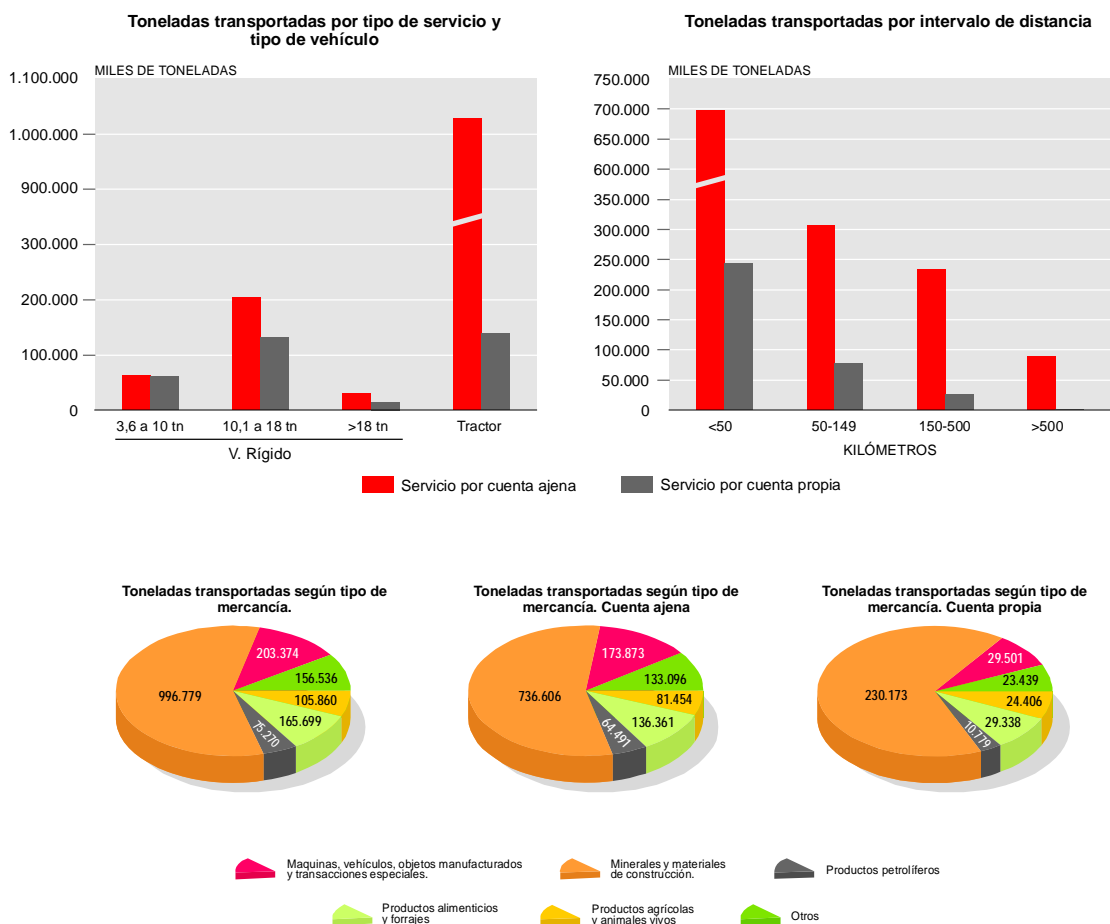 Toneladas transportadas por tipo de servicio y
tipo de vehículo
MILES DE TONELADAS
1.100.000
1.000.000
900.000
300.000
200.000
100.000
0
3,6 a 10 tn
10,1 a 18 tn
>18 tn
Tractor
V. Rígido
Toneladas transportadas por intervalo de distancia
MILES DE TONELADAS
750.000
700.000
650.000
600.000
350.000
300.000
250.000
200.000
150.000
100.000
50.000
0
<50
50-149
150-500
>500
KILÓMETROS
Servicio por cuenta ajena
Servicio por cuenta propia
Toneladas transportadas según tipo de
mercancía.
203.374
156.536
996.779
105.860
165.699
75.270
Toneladas transportadas según tipo de
mercancía. Cuenta ajena
173.873
133.096
736.606
81.454
136.361
64.491
Toneladas transportadas según tipo de
mercancía. Cuenta propia
29.501
23.439
230.173
24.406
29.338
10.779
Maquinas, vehículos, objetos manufacturados
y transacciones especiales.
Minerales y materiales
de construcción.
Productos petrolíferos
Productos alimenticios
y forrajes
Productos agrícolas
y animales vivos
Otros